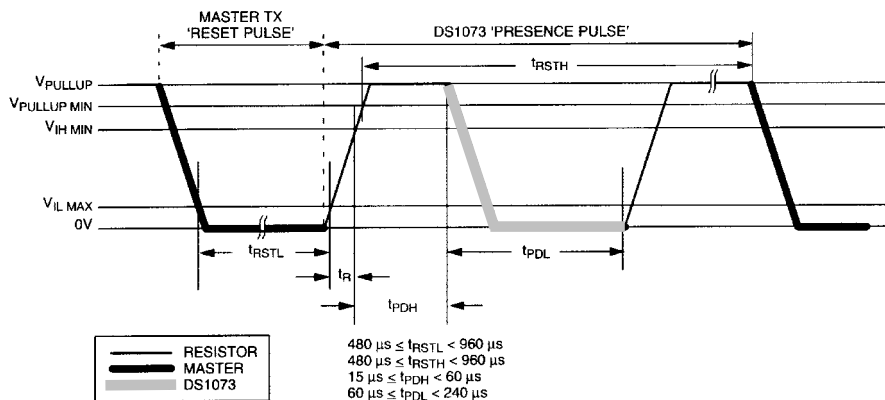 MASTER TX
'RESET PULSE'
DS1073 'PRESENCE PULSE'
tRSTH
VPULLUP
VPULLUP MIN
VIH MIN
VIL MAX
0V
tRSTL
tR
tPDL
tPDH
480 µs ≤ tRSTL < 960 µs
480 µs ≤ tRSTH < 960 µs
15 µs ≤ tPDH < 60 µs
60 µs ≤ tPDL < 240 µs
RESISTOR
MASTER
DS1073